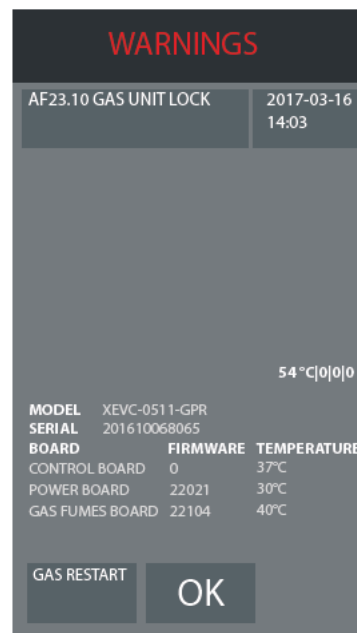 WARNINGS
AF23.10 GAS UNIT LOCK
2017-03-16
14:03
54°C|0|0|0
MODEL XEVC-0511-GPR
SERIAL 201610068065
BOARD FIRMWARE TEMPERATURE
CONTROL BOARD 0 37°C
POWER BOARD 22021 30°C
GAS FUMES BOARD 22104 40°C
GAS RESTART
OK